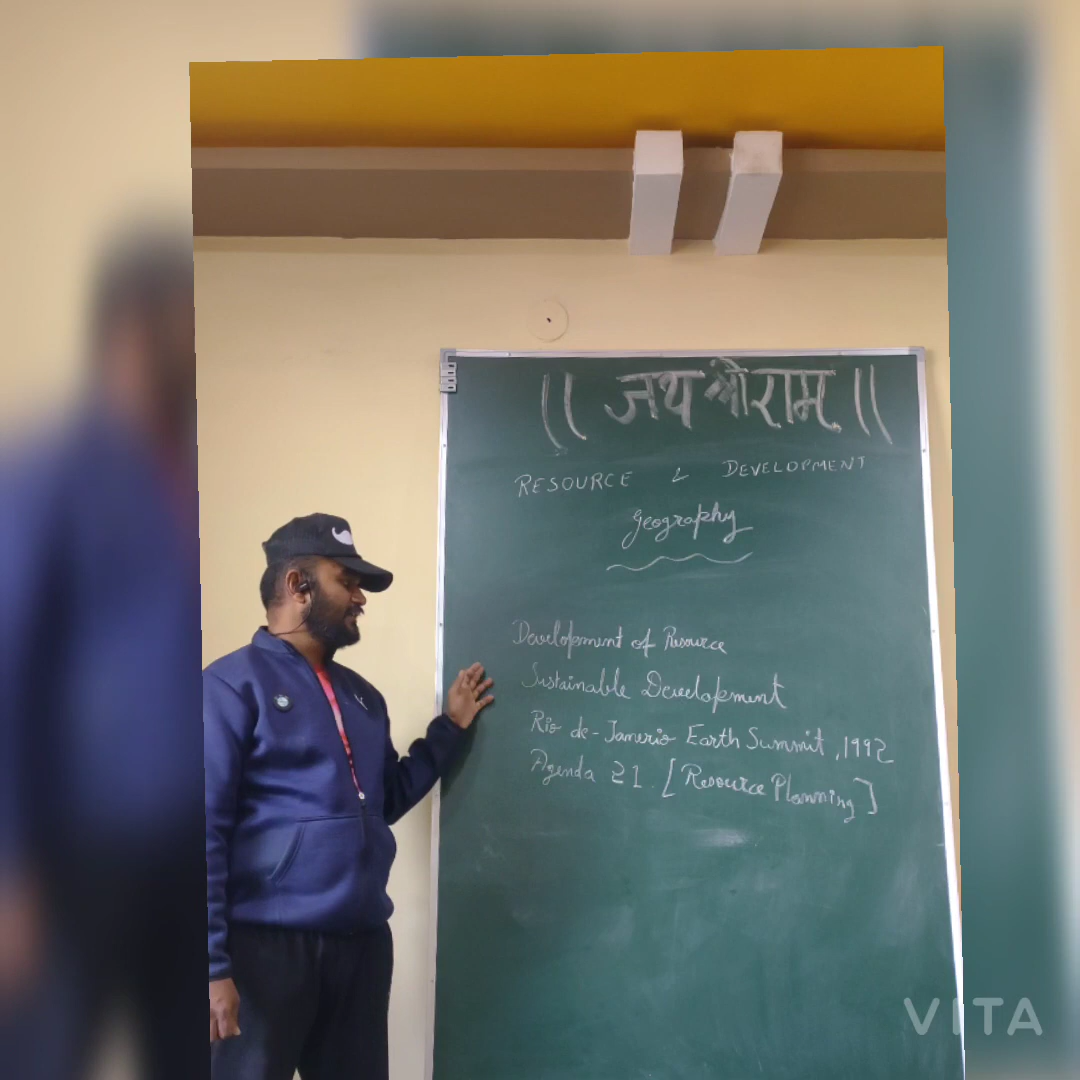 || जय श्री राम ||
RESOURCE & DEVELOPMENT
Geography
Development of Resource
Sustainable Development
Rio de-Janerio Earth Summit, 1992
Agenda 21. [Resource Planning]
VITA